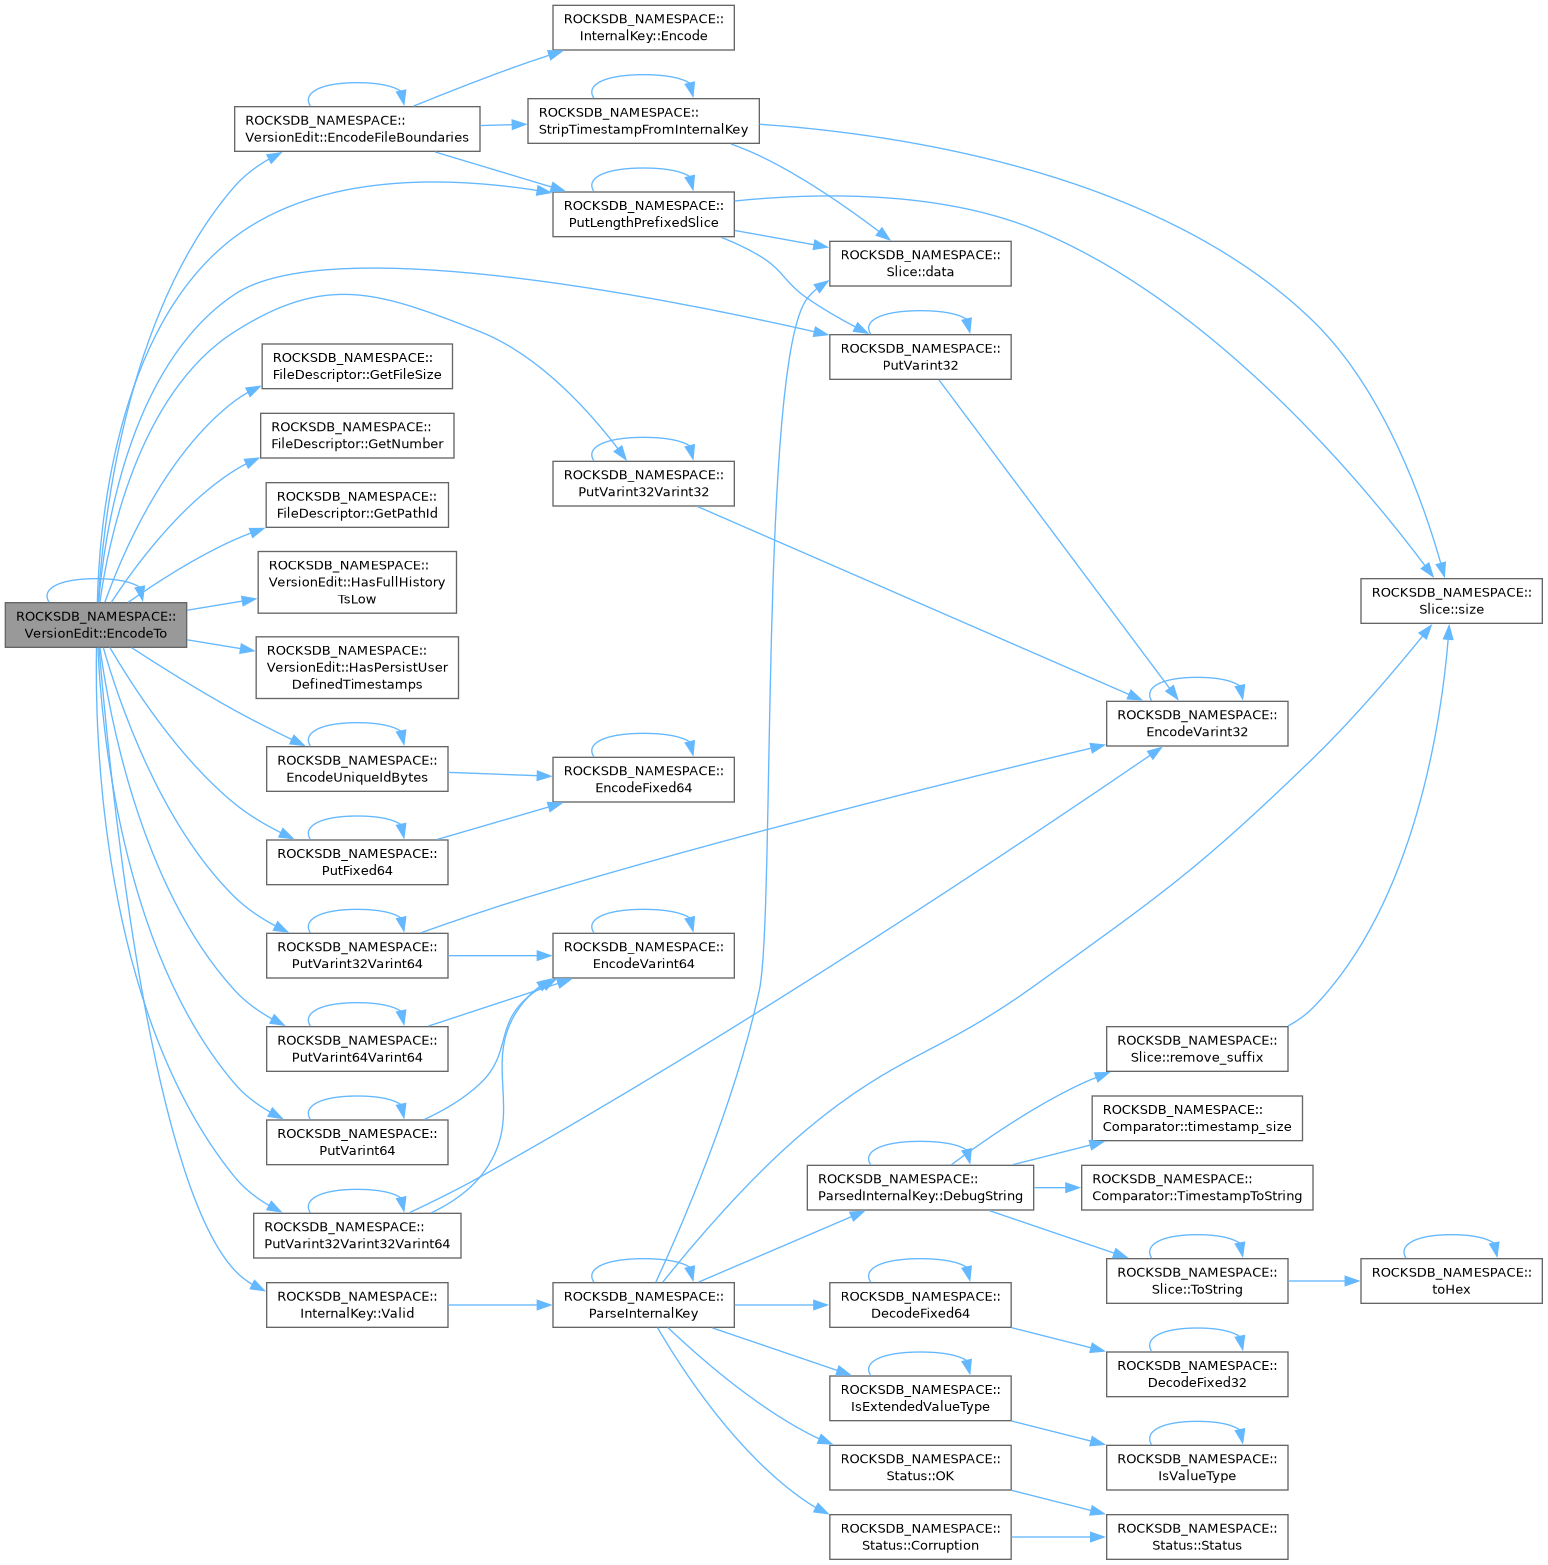 ROCKSDB_NAMESPACE::
VersionEdit::EncodeTo
ROCKSDB_NAMESPACE::
VersionEdit::EncodeFileBoundaries
ROCKSDB_NAMESPACE::
FileDescriptor::GetFileSize
ROCKSDB_NAMESPACE::
FileDescriptor::GetNumber
ROCKSDB_NAMESPACE::
FileDescriptor::GetPathId
ROCKSDB_NAMESPACE::
VersionEdit::HasFullHistory
TsLow
ROCKSDB_NAMESPACE::
VersionEdit::HasPersistUser
DefinedTimestamps
ROCKSDB_NAMESPACE::
EncodeUniqueIdBytes
ROCKSDB_NAMESPACE::
PutFixed64
ROCKSDB_NAMESPACE::
PutVarint32Varint64
ROCKSDB_NAMESPACE::
PutVarint64Varint64
ROCKSDB_NAMESPACE::
PutVarint64
ROCKSDB_NAMESPACE::
PutVarint32Varint32Varint64
ROCKSDB_NAMESPACE::
InternalKey::Valid
ROCKSDB_NAMESPACE::
InternalKey::Encode
ROCKSDB_NAMESPACE::
StripTimestampFromInternalKey
ROCKSDB_NAMESPACE::
PutLengthPrefixedSlice
ROCKSDB_NAMESPACE::
PutVarint32Varint32
ROCKSDB_NAMESPACE::
EncodeFixed64
ROCKSDB_NAMESPACE::
EncodeVarint64
ROCKSDB_NAMESPACE::
ParseInternalKey
ROCKSDB_NAMESPACE::
Slice::data
ROCKSDB_NAMESPACE::
PutVarint32
ROCKSDB_NAMESPACE::
ParsedInternalKey::DebugString
ROCKSDB_NAMESPACE::
DecodeFixed64
ROCKSDB_NAMESPACE::
IsExtendedValueType
ROCKSDB_NAMESPACE::
Status::OK
ROCKSDB_NAMESPACE::
Status::Corruption
ROCKSDB_NAMESPACE::
EncodeVarint32
ROCKSDB_NAMESPACE::
Slice::remove_suffix
ROCKSDB_NAMESPACE::
Comparator::timestamp_size
ROCKSDB_NAMESPACE::
Comparator::TimestampToString
ROCKSDB_NAMESPACE::
Slice::ToString
ROCKSDB_NAMESPACE::
DecodeFixed32
ROCKSDB_NAMESPACE::
IsValueType
ROCKSDB_NAMESPACE::
Status::Status
ROCKSDB_NAMESPACE::
Slice::size
ROCKSDB_NAMESPACE::
toHex